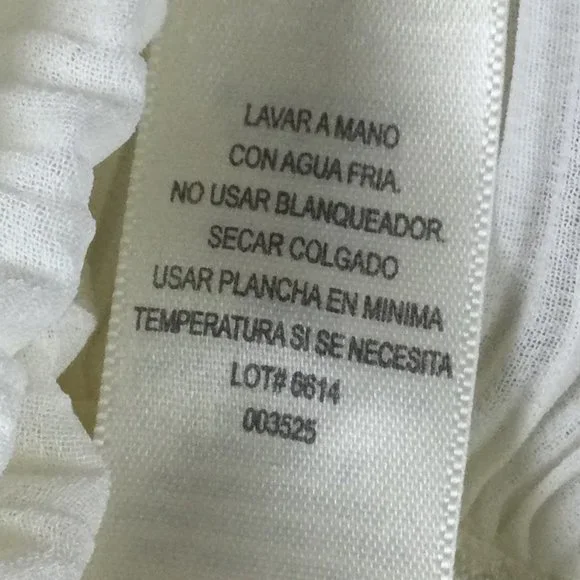 LAVAR A MANO
CON AGUA FRIA.
NO USAR BLANQUEADOR.
SECAR COLGADO
USAR PLANCHA EN MINIMA
TEMPERATURA SI SE NECESITA
LOT# 6614
003525